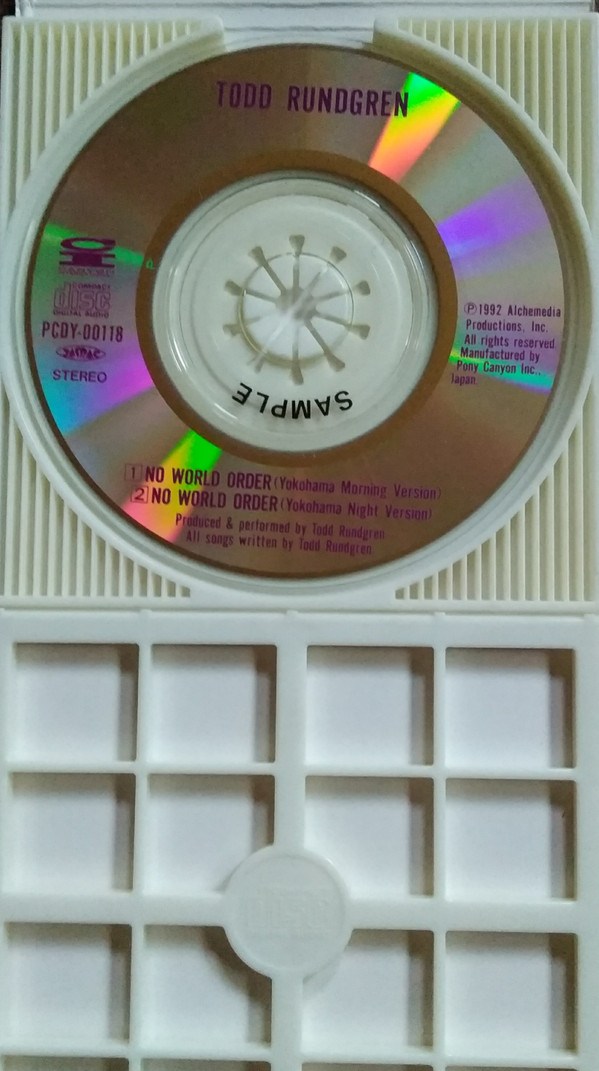 TODD RUNDGREN
COMPACT
disc
DIGITAL AUDIO
PCDY-00118
JASRAC
STEREO
Ⓟ1992 Alchemedia
Productions, Inc.
All rights reserved.
Manufactured by
Pony Canyon Inc.,
Japan.
SAMPLE
1 NO WORLD ORDER (Yokohama Morning Version)
2 NO WORLD ORDER (Yokohama Night Version)
Produced & performed by Todd Rundgren
All songs written by Todd Rundgren